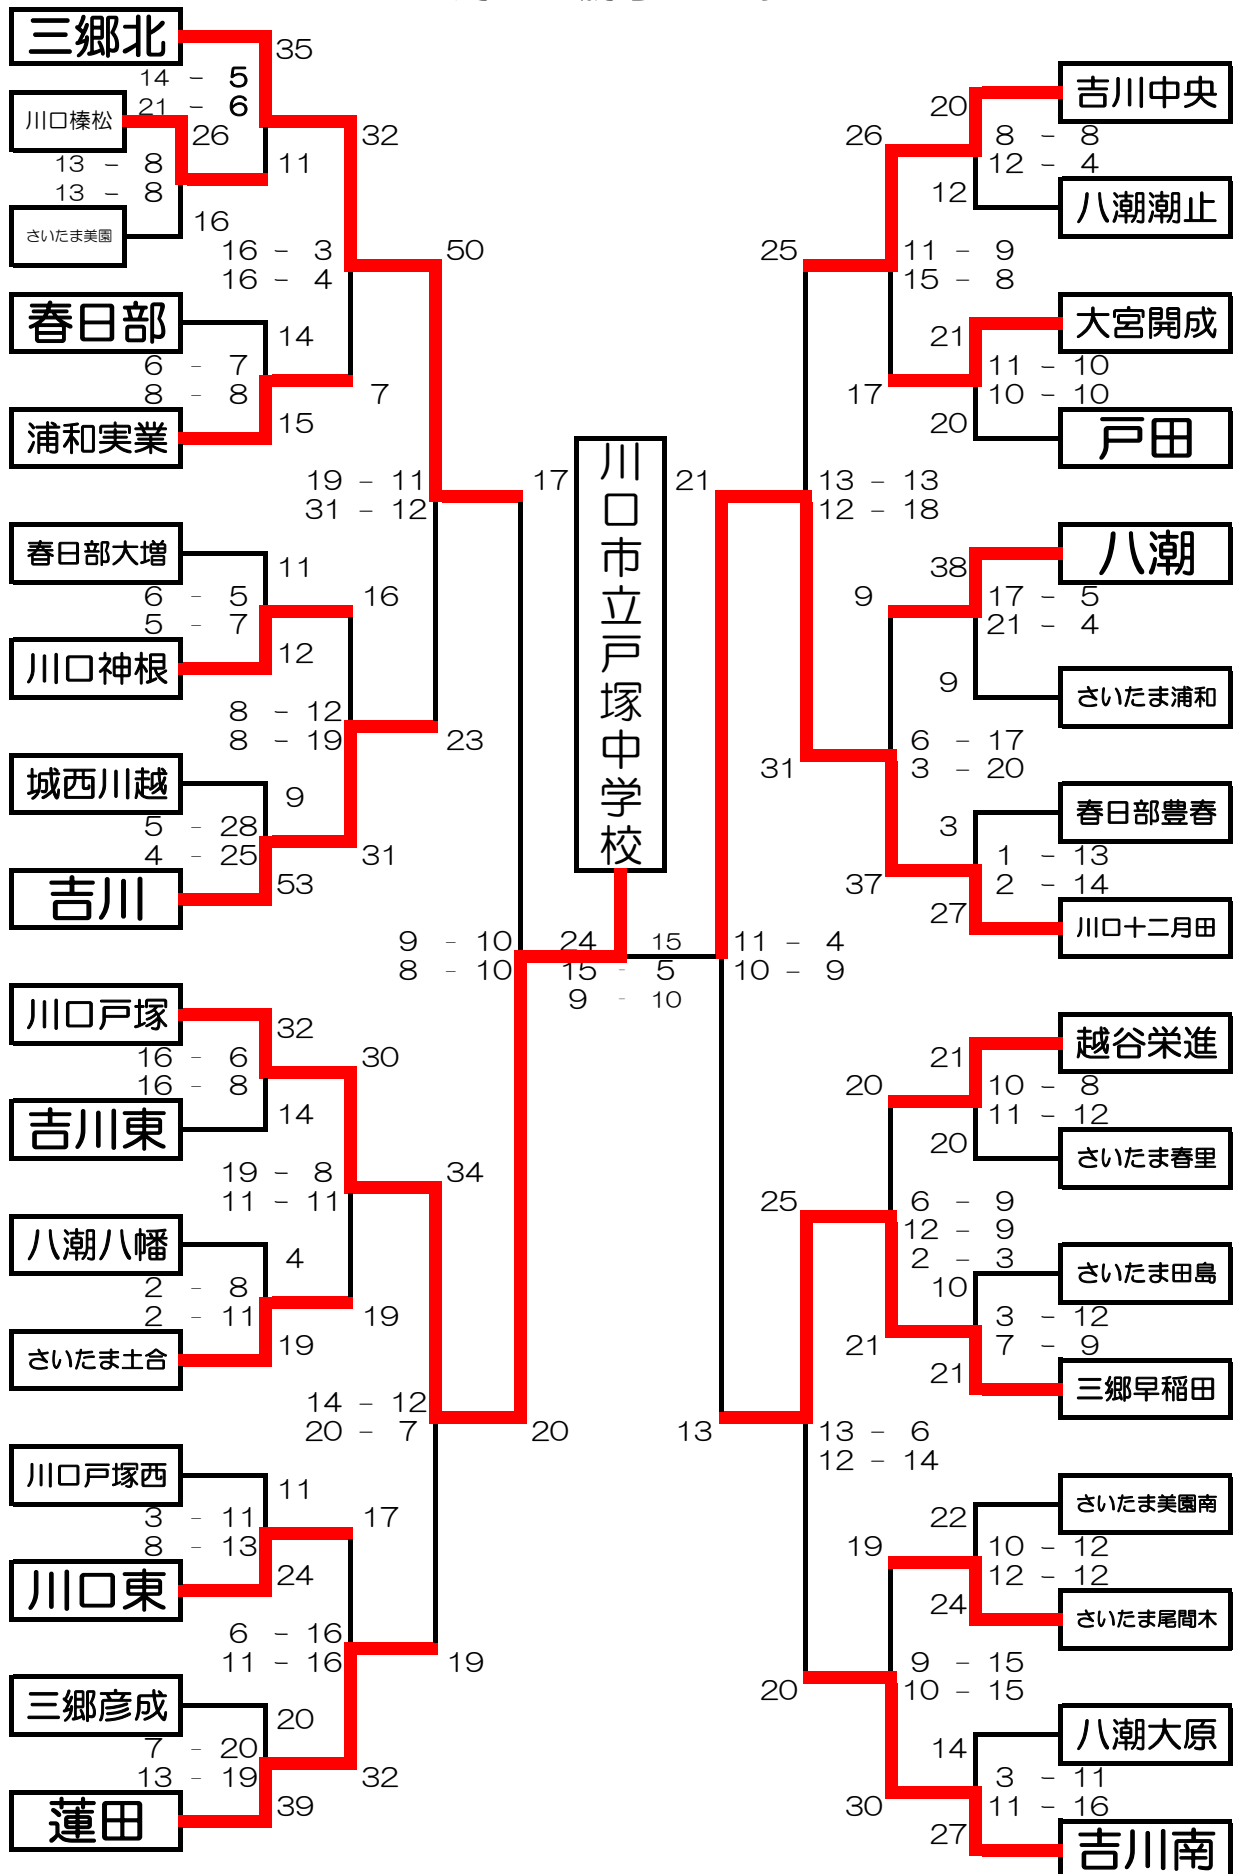 三郷北
35
14 - 5
21 - 6
川口榛松
26
11
32
13 - 8
13 - 8
16
さいたま美園
16 - 3
16 - 4
50
春日部
14
6 - 7
8 - 8
7
浦和実業
15
19 - 11
31 - 12
17
春日部大増
11
6 - 5
5 - 7
16
川口神根
12
8 - 12
8 - 19
23
城西川越
9
5 - 28
4 - 25
31
吉川
53
9 - 10
8 - 10
川口戸塚
32
16 - 6
16 - 8
30
吉川東
14
19 - 8
11 - 11
34
八潮八幡
4
2 - 8
2 - 11
19
さいたま土合
19
14 - 12
20 - 7
20
川口戸塚西
11
3 - 11
8 - 13
17
川口東
24
6 - 16
11 - 16
19
三郷彦成
20
7 - 20
13 - 19
32
蓮田
39
川口市立戸塚中学校
24 15
15 - 5
9 - 10
吉川中央
20
26
8 - 8
12 - 4
12
八潮潮止
25
11 - 9
15 - 8
大宮開成
21
11 - 10
10 - 10
17
20
戸田
21
13 - 13
12 - 18
八潮
38
9
17 - 5
21 - 4
9
さいたま浦和
31
6 - 17
3 - 20
春日部豊春
3
1 - 13
2 - 14
37
27
川口十二月田
11 - 4
10 - 9
越谷栄進
21
20
10 - 8
11 - 12
20
さいたま春里
25
6 - 9
12 - 9
2 - 3
さいたま田島
10
3 - 12
7 - 9
21
21
三郷早稲田
13
13 - 6
12 - 14
さいたま美園南
22
19
10 - 12
12 - 12
24
さいたま尾間木
20
9 - 15
10 - 15
八潮大原
14
3 - 11
11 - 16
30
27
吉川南